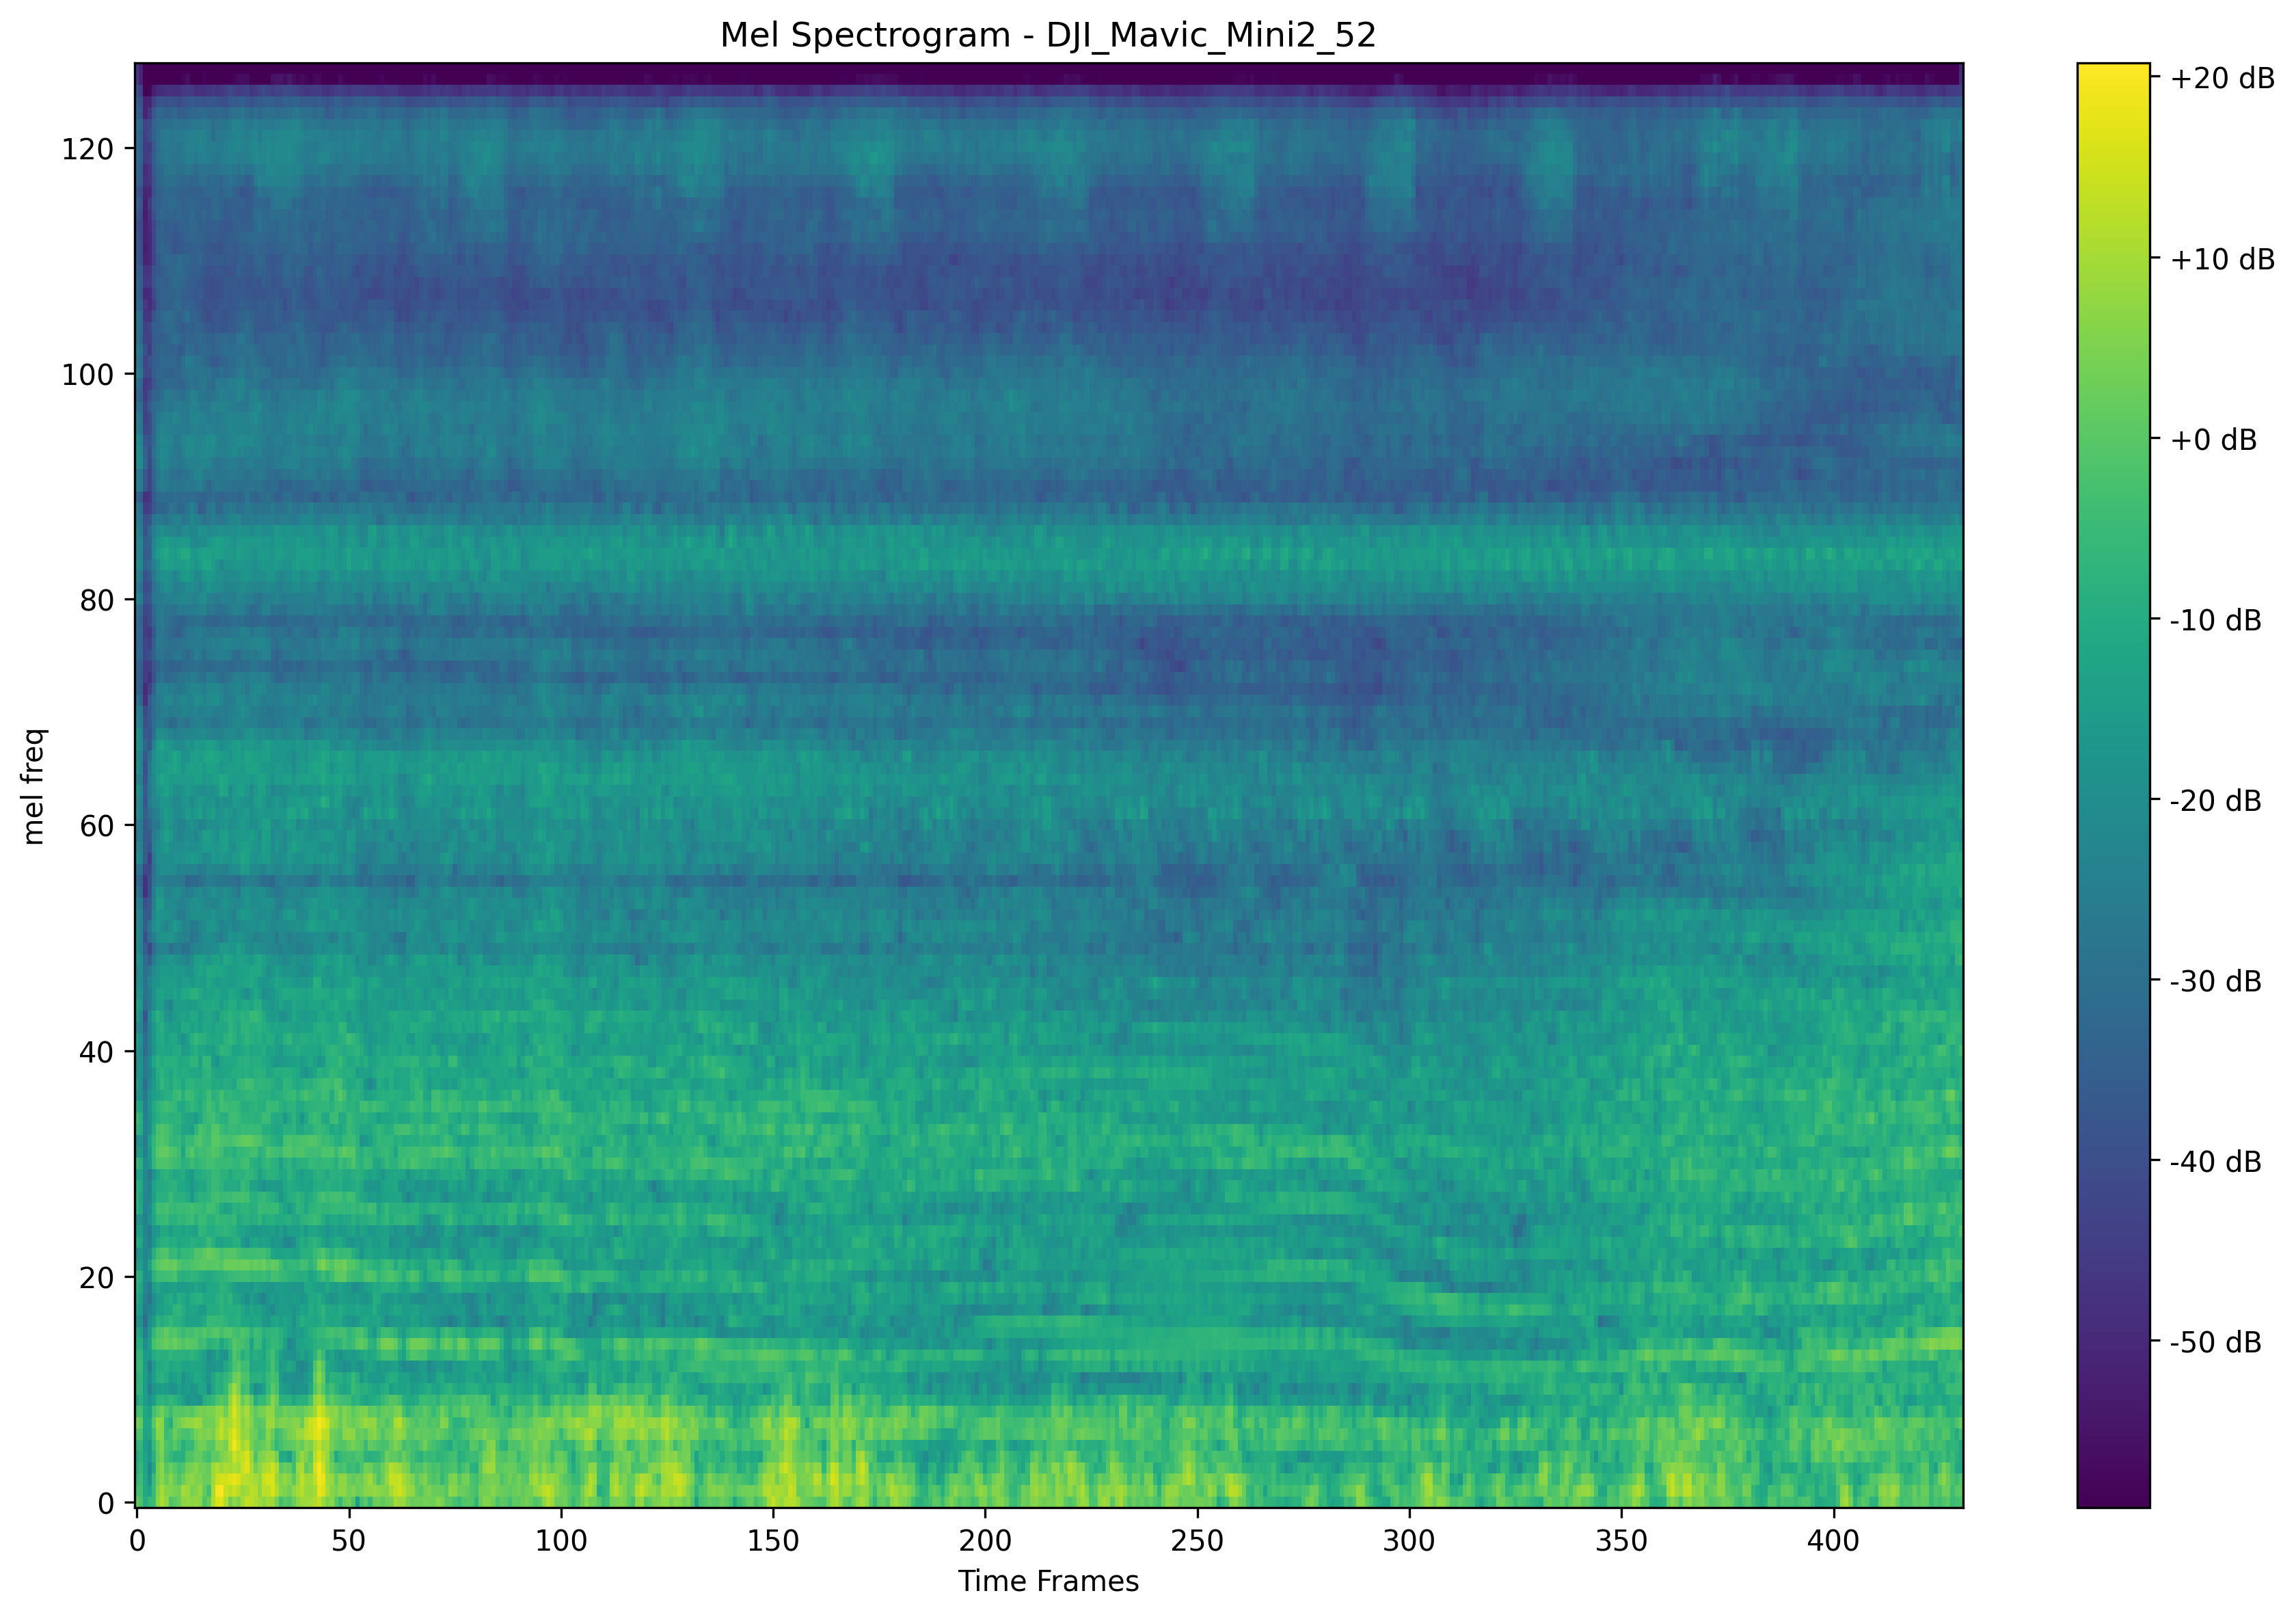 Mel Spectrogram - DJI_Mavic_Mini2_52
+20 dB
+10 dB
+0 dB
-10 dB
-20 dB
-30 dB
-40 dB
-50 dB
120
100
80
60
40
20
0
mel freq
0 50 100 150 200 250 300 350 400
Time Frames